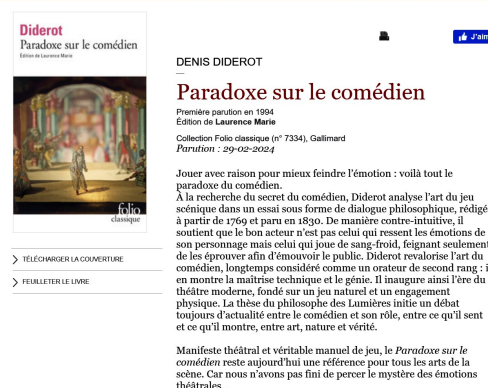 Diderot
Paradoxe sur le comédien
Édition de Laurence Marie
folio
classique
TÉLÉCHARGER LA COUVERTURE
FEUILLETER LE LIVRE
J'aim
DENIS DIDEROT
Paradoxe sur le comédien
Première parution en 1994
Édition de Laurence Marie
Collection Folio classique (n° 7334), Gallimard
Parution : 29-02-2024
Jouer avec raison pour mieux feindre l'émotion : voilà tout le
paradoxe du comédien.
À la recherche du secret du comédien, Diderot analyse l'art du jeu
scénique dans un essai sous forme de dialogue philosophique, rédigé
à partir de 1769 et paru en 1830. De manière contre-intuitive, il
soutient que le bon acteur n'est pas celui qui ressent les émotions de
son personnage mais celui qui joue de sang-froid, feignant seulement
de les éprouver afin d'émouvoir le public. Diderot revalorise l'art du
comédien, longtemps considéré comme un orateur de second rang : i
en montre la maîtrise technique et le génie. Il inaugure ainsi l'ère du
théâtre moderne, fondé sur un jeu naturel et un engagement
physique. La thèse du philosophe des Lumières initie un débat
toujours d'actualité entre le comédien et son rôle, entre ce qu'il sent
et ce qu'il montre, entre art, nature et vérité.
Manifeste théâtral et véritable manuel de jeu, le Paradoxe sur le
comédien reste aujourd'hui une référence pour tous les arts de la
scène. Car nous n'avons pas fini de percer le mystère des émotions
théâtrales